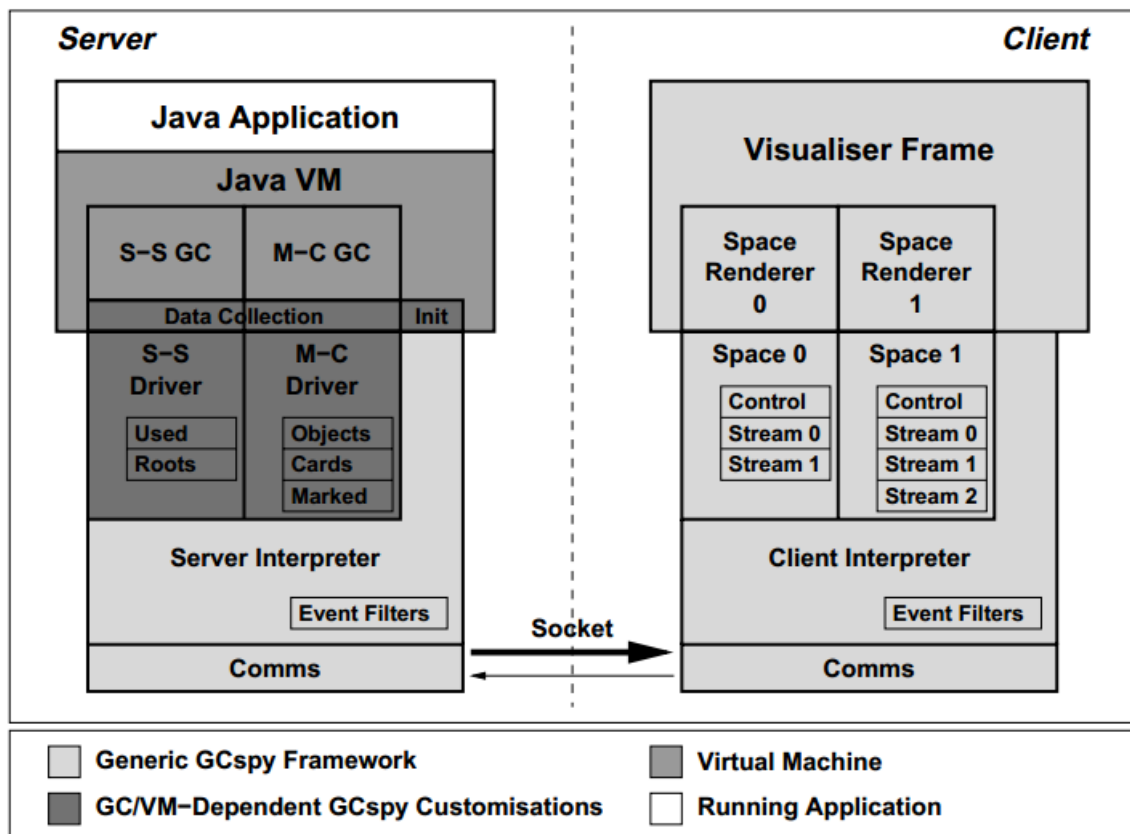 Server
Client
Java Application
Java VM
S−S GC
M−C GC
Data Collection
Init
S−S
Driver
M−C
Driver
Used
Roots
Objects
Cards
Marked
Server Interpreter
Event Filters
Comms
Socket
Visualiser Frame
Space
Renderer
0
Space
Renderer
1
Space 0
Space 1
Control
Stream 0
Stream 1
Control
Stream 0
Stream 1
Stream 2
Client Interpreter
Event Filters
Comms
Generic GCspy Framework
Virtual Machine
GC/VM−Dependent GCspy Customisations
Running Application